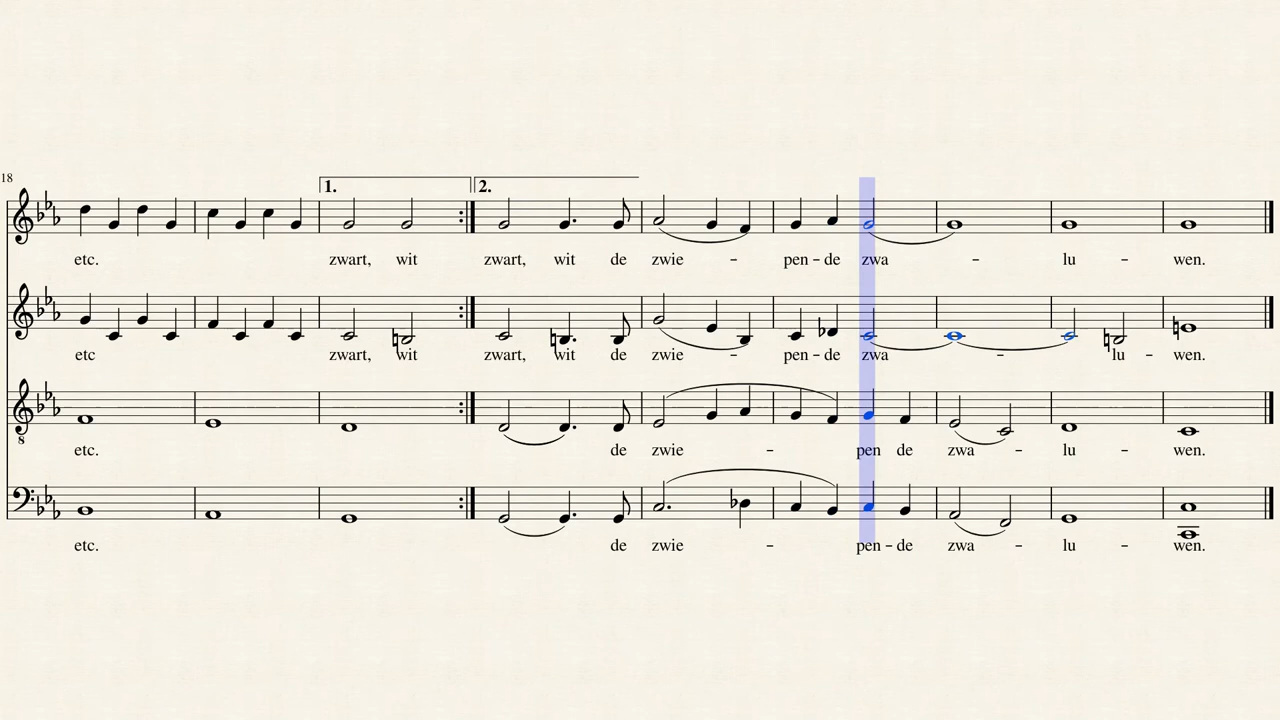 18
1. 2.
etc. zwart, wit zwart, wit de zwie - pen - de zwa - lu - wen.
etc zwart, wit zwart, wit de zwie - pen - de zwa - lu - wen.
8
etc. de zwie - pen de zwa - lu - wen.
etc. de zwie - pen - de zwa - lu - wen.